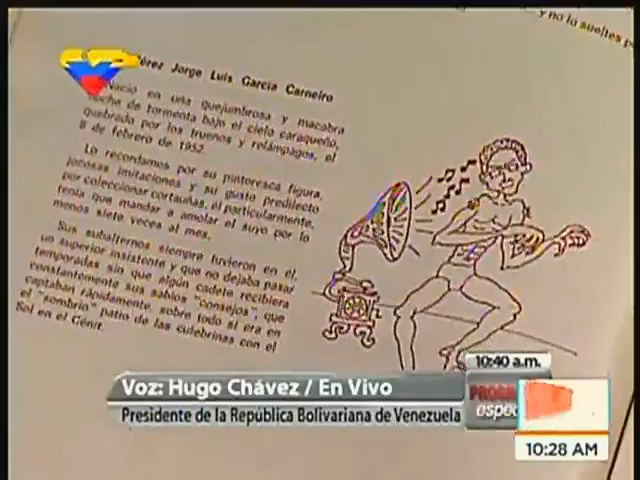 y no lo sueltes
érez Jorge Luis García Carneiro
Nació en una quejumbrosa y macabra
noche de tormenta bajo el cielo caraqueño,
quebrada por los truenos y relámpagos, el
8 de febrero de 1952.
Lo recordamos por su pintoresca figura,
jocosas imitaciones y su gusto predilecto
por coleccionar cortauñas, el particularmente,
tenía que mandar a amolar el suyo por lo
menos siete veces al mes.
Sus subalternos siempre tuvieron en el,
un superior insistente y que no dejaba pasar
temporadas sin que algún cadete recibiera
constantemente sus sabios "consejos", que
captaban rápidamente, sobre todo si era en
el "sombrío" patio de las culebrinas con el
Sol en el Cénit.
10:40 a.m.
Voz: Hugo Chávez / En Vivo
Presidente de la República Bolivariana de Venezuela
10:28 AM